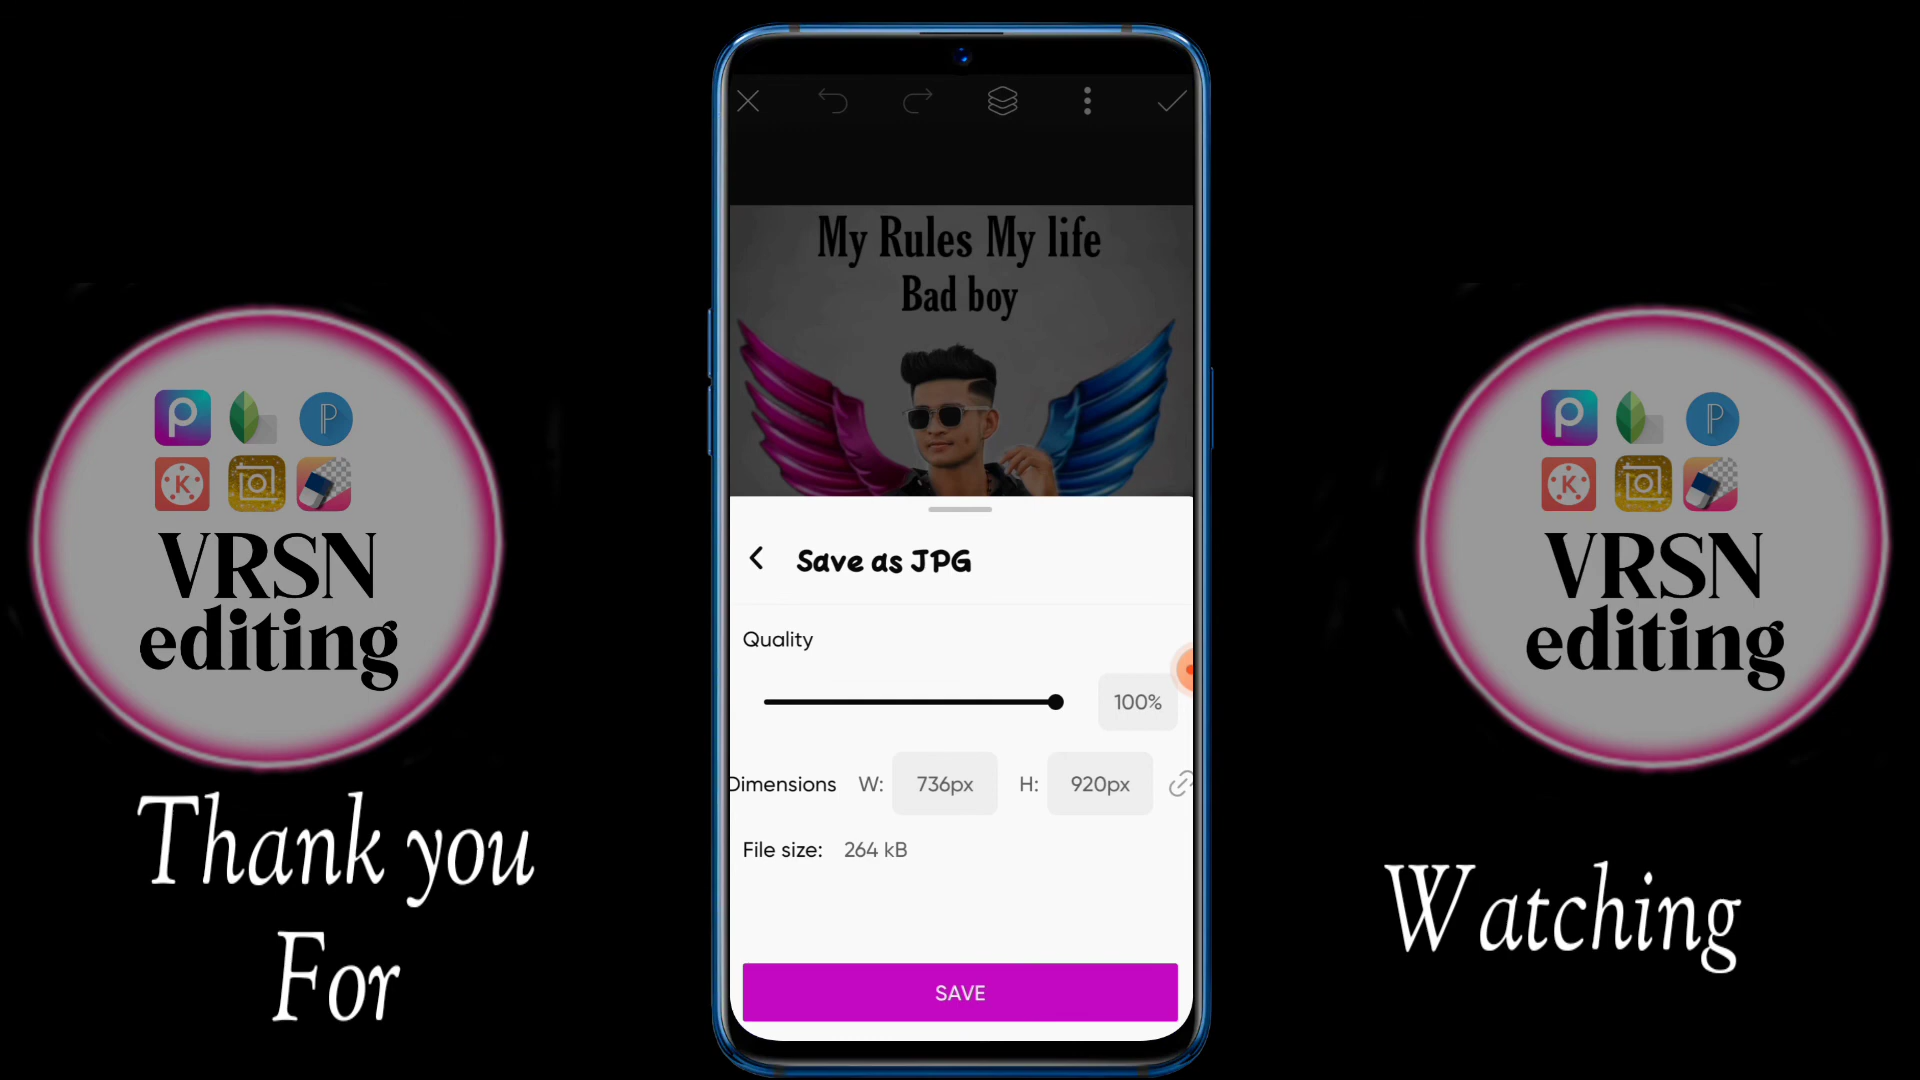 My Rules My life
Bad boy
VRSN
editing
Thank you
For
Save as JPG
Quality
100%
Dimensions W: 736px H: 920px
File size: 264 kB
SAVE
VRSN
editing
Watching